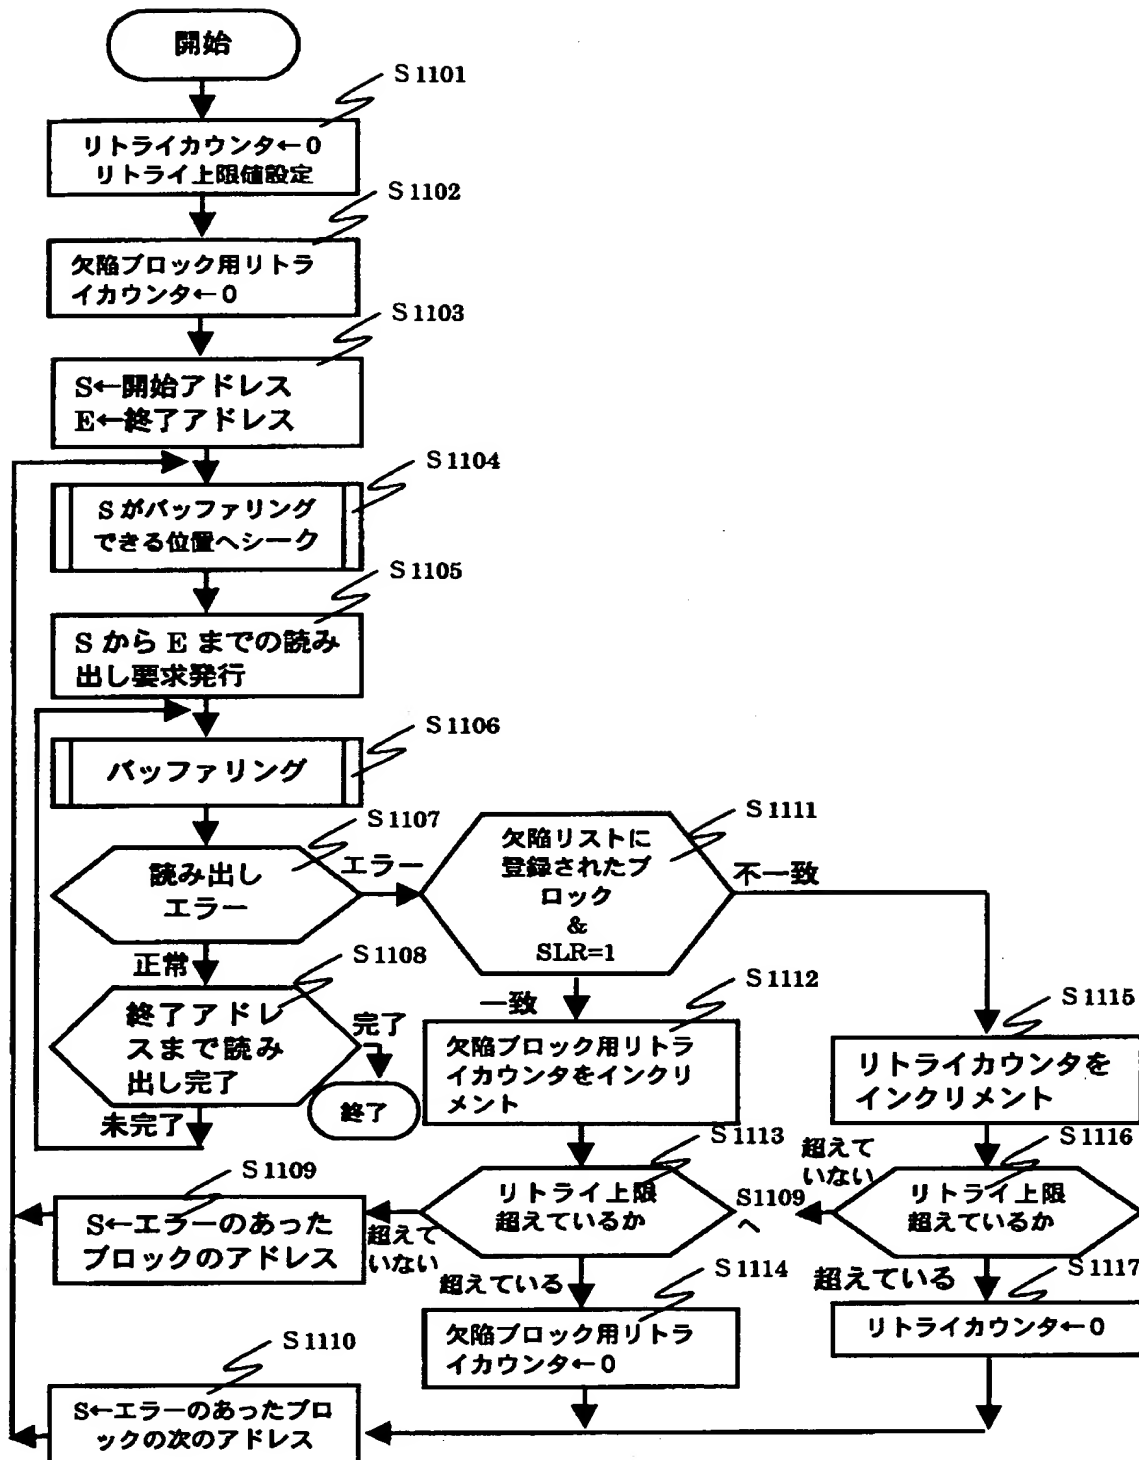 開始
S1101
リトライカウンタ←0
リトライ上限値設定
S1102
欠陥ブロック用リトラ
イカウンタ←0
S1103
S←開始アドレス
E←終了アドレス
S1104
Sがバッファリング
できる位置へシーク
S1105
S から E までの読み
出し要求発行
S1106
バッファリング
S1107
読み出し
エラー
エラー
正常
S1108
終了アドレ
スまで読み
出し完了
完了
終了
未完了
S1109
S←エラーのあった
ブロックのアドレス
S1110
S←エラーのあったブロ
ックの次のアドレス
S1111
欠陥リストに
登録されたブ
ロック
&
SLR=1
不一致
一致
S1112
欠陥ブロック用リトラ
イカウンタをインクリ
メント
S1113
リトライ上限
超えているか
超えて
いない
超えている
S1114
欠陥ブロック用リトラ
イカウンタ←0
S1115
リトライカウンタを
インクリメント
S1116
リトライ上限
超えているか
超えて
いない
S1109
へ
超えている
S1117
リトライカウンタ←0